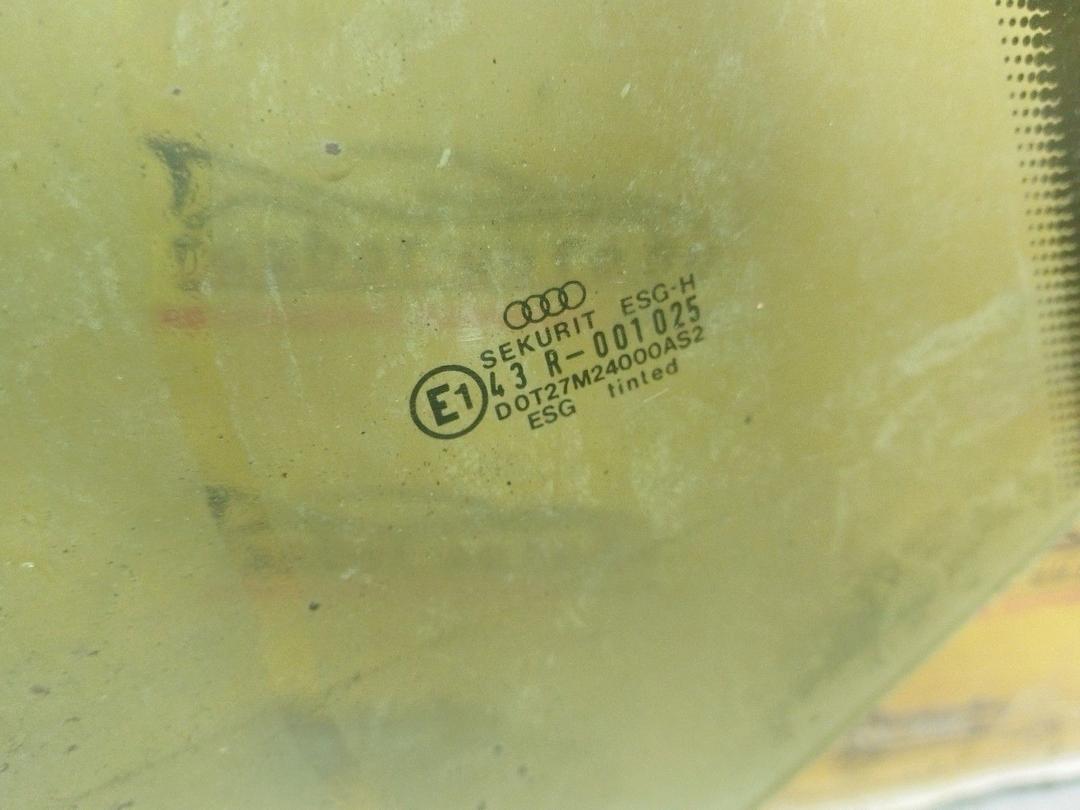 SEKURIT ESG-H
E1 43 R-001025
DOT27M24000AS2
ESG tinted